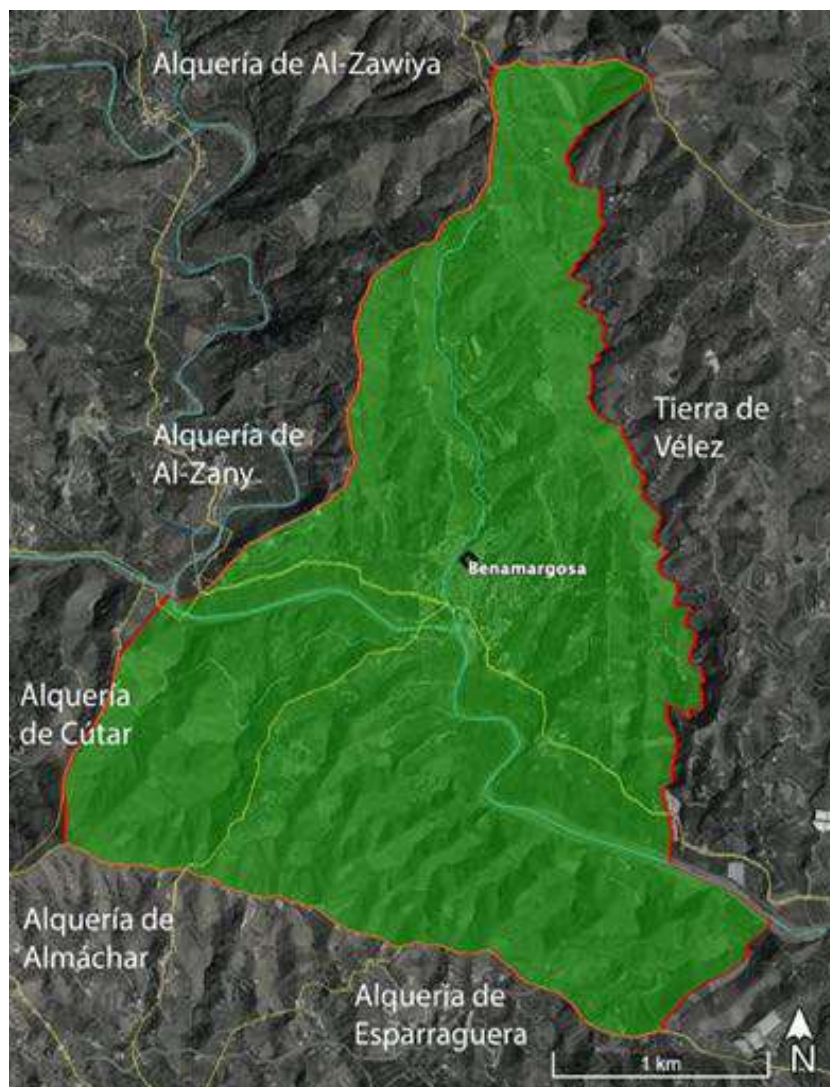 Alquería de Al-Zawiya
Tierra de
Vélez
Alquería de
Al-Zany
Benamargosa
Alquería
de Cútar
Alquería de
Almáchar
Alquería de
Esparraguera
1 km
N